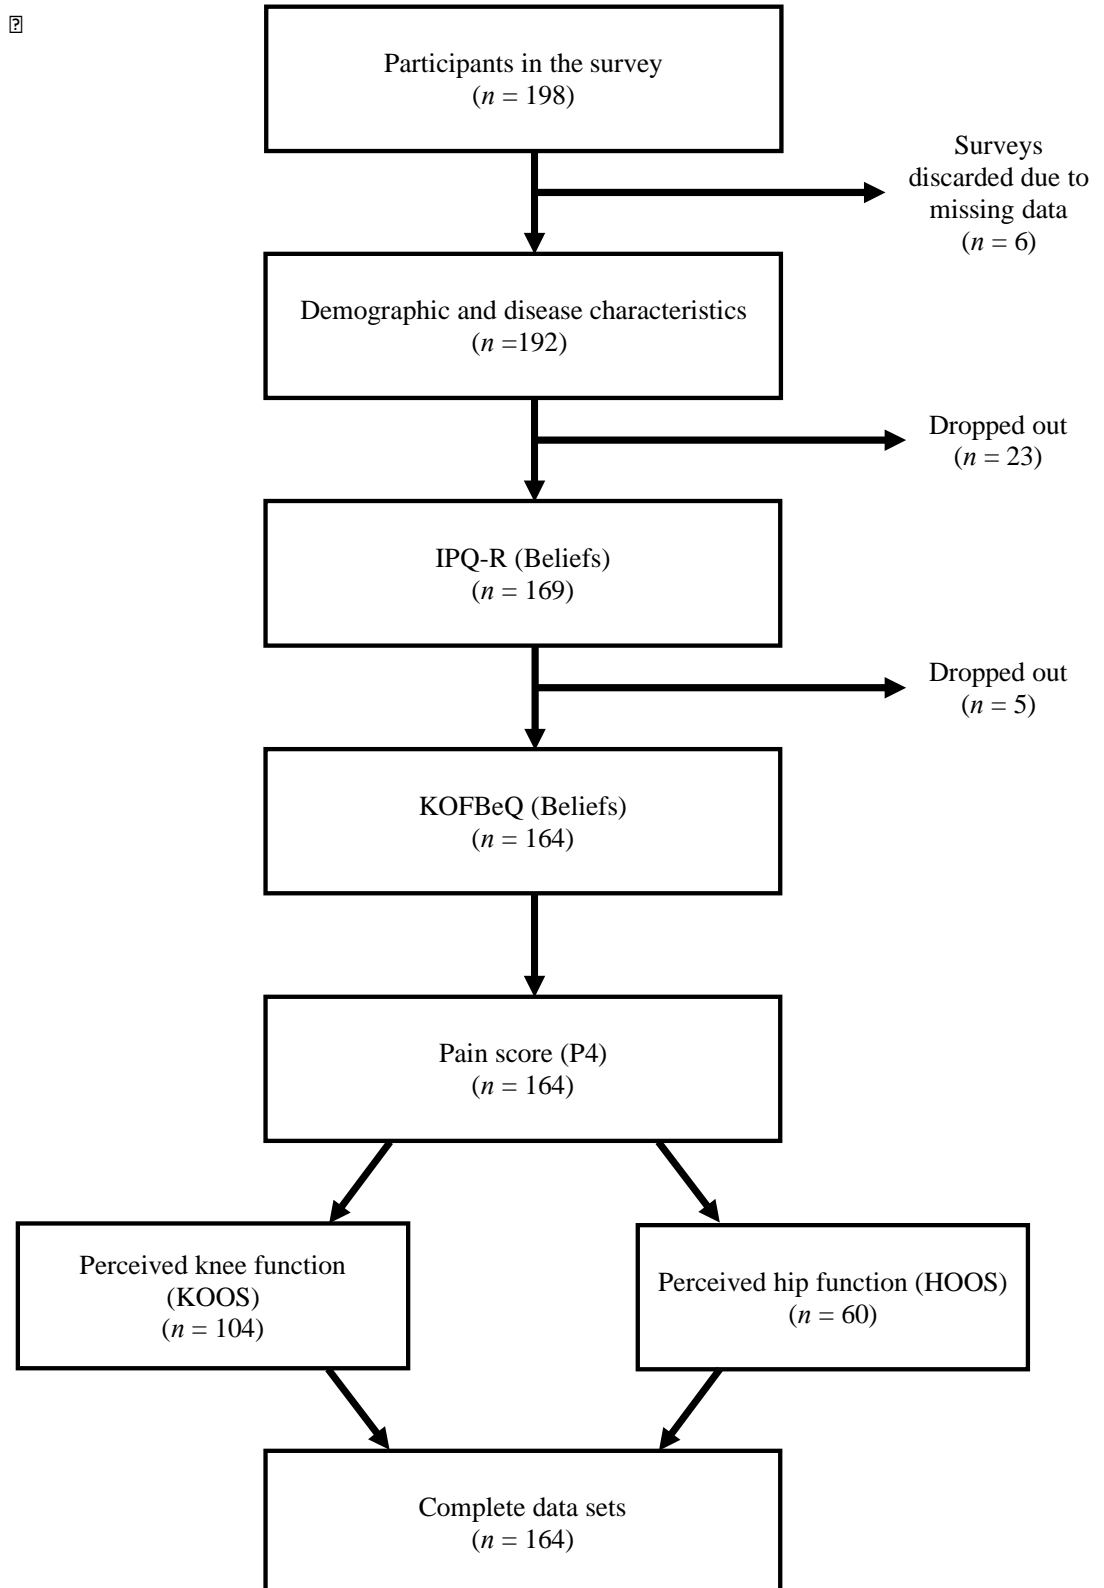 Participants in the survey
(n = 198)
Surveys
discarded due to
missing data
(n = 6)
Demographic and disease characteristics
(n =192)
Dropped out
(n = 23)
IPQ-R (Beliefs)
(n = 169)
Dropped out
(n = 5)
KOFBeQ (Beliefs)
(n = 164)
Pain score (P4)
(n = 164)
Perceived knee function
(KOOS)
(n = 104)
Perceived hip function (HOOS)
(n = 60)
Complete data sets
(n = 164)